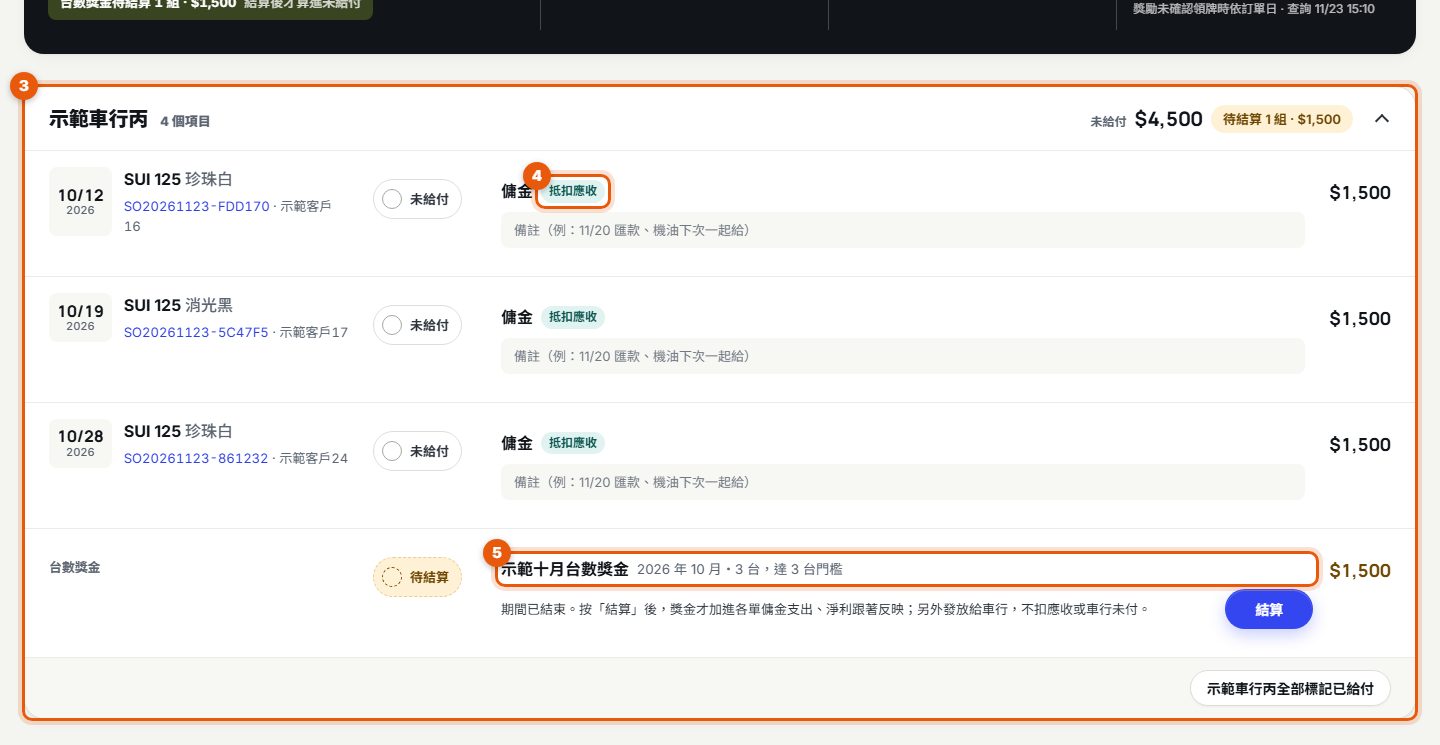 台數獎金待結算 1 組 · $1,500 結算後才算進未給付
獎勵未確認領牌時依訂單日 · 查詢 11/23 15:10
3
示範車行丙 4 個項目
未給付 $4,500 待結算 1 組 · $1,500
10/12
2026
SUI 125 珍珠白
SO20261123-FDD170 · 示範客戶
16
未給付
4
傭金 抵扣應收
備註（例：11/20 匯款、機油下次一起給）
$1,500
10/19
2026
SUI 125 消光黑
SO20261123-5C47F5 · 示範客戶17
未給付
傭金 抵扣應收
備註（例：11/20 匯款、機油下次一起給）
$1,500
10/28
2026
SUI 125 珍珠白
SO20261123-861232 · 示範客戶24
未給付
傭金 抵扣應收
備註（例：11/20 匯款、機油下次一起給）
$1,500
台數獎金
待結算
5
示範十月台數獎金 2026 年 10 月・3 台，達 3 台門檻
$1,500
期間已結束。按「結算」後，獎金才加進各單傭金支出、淨利跟著反映；另外發放給車行，不扣應收或車行未付。
結算
示範車行丙全部標記已給付